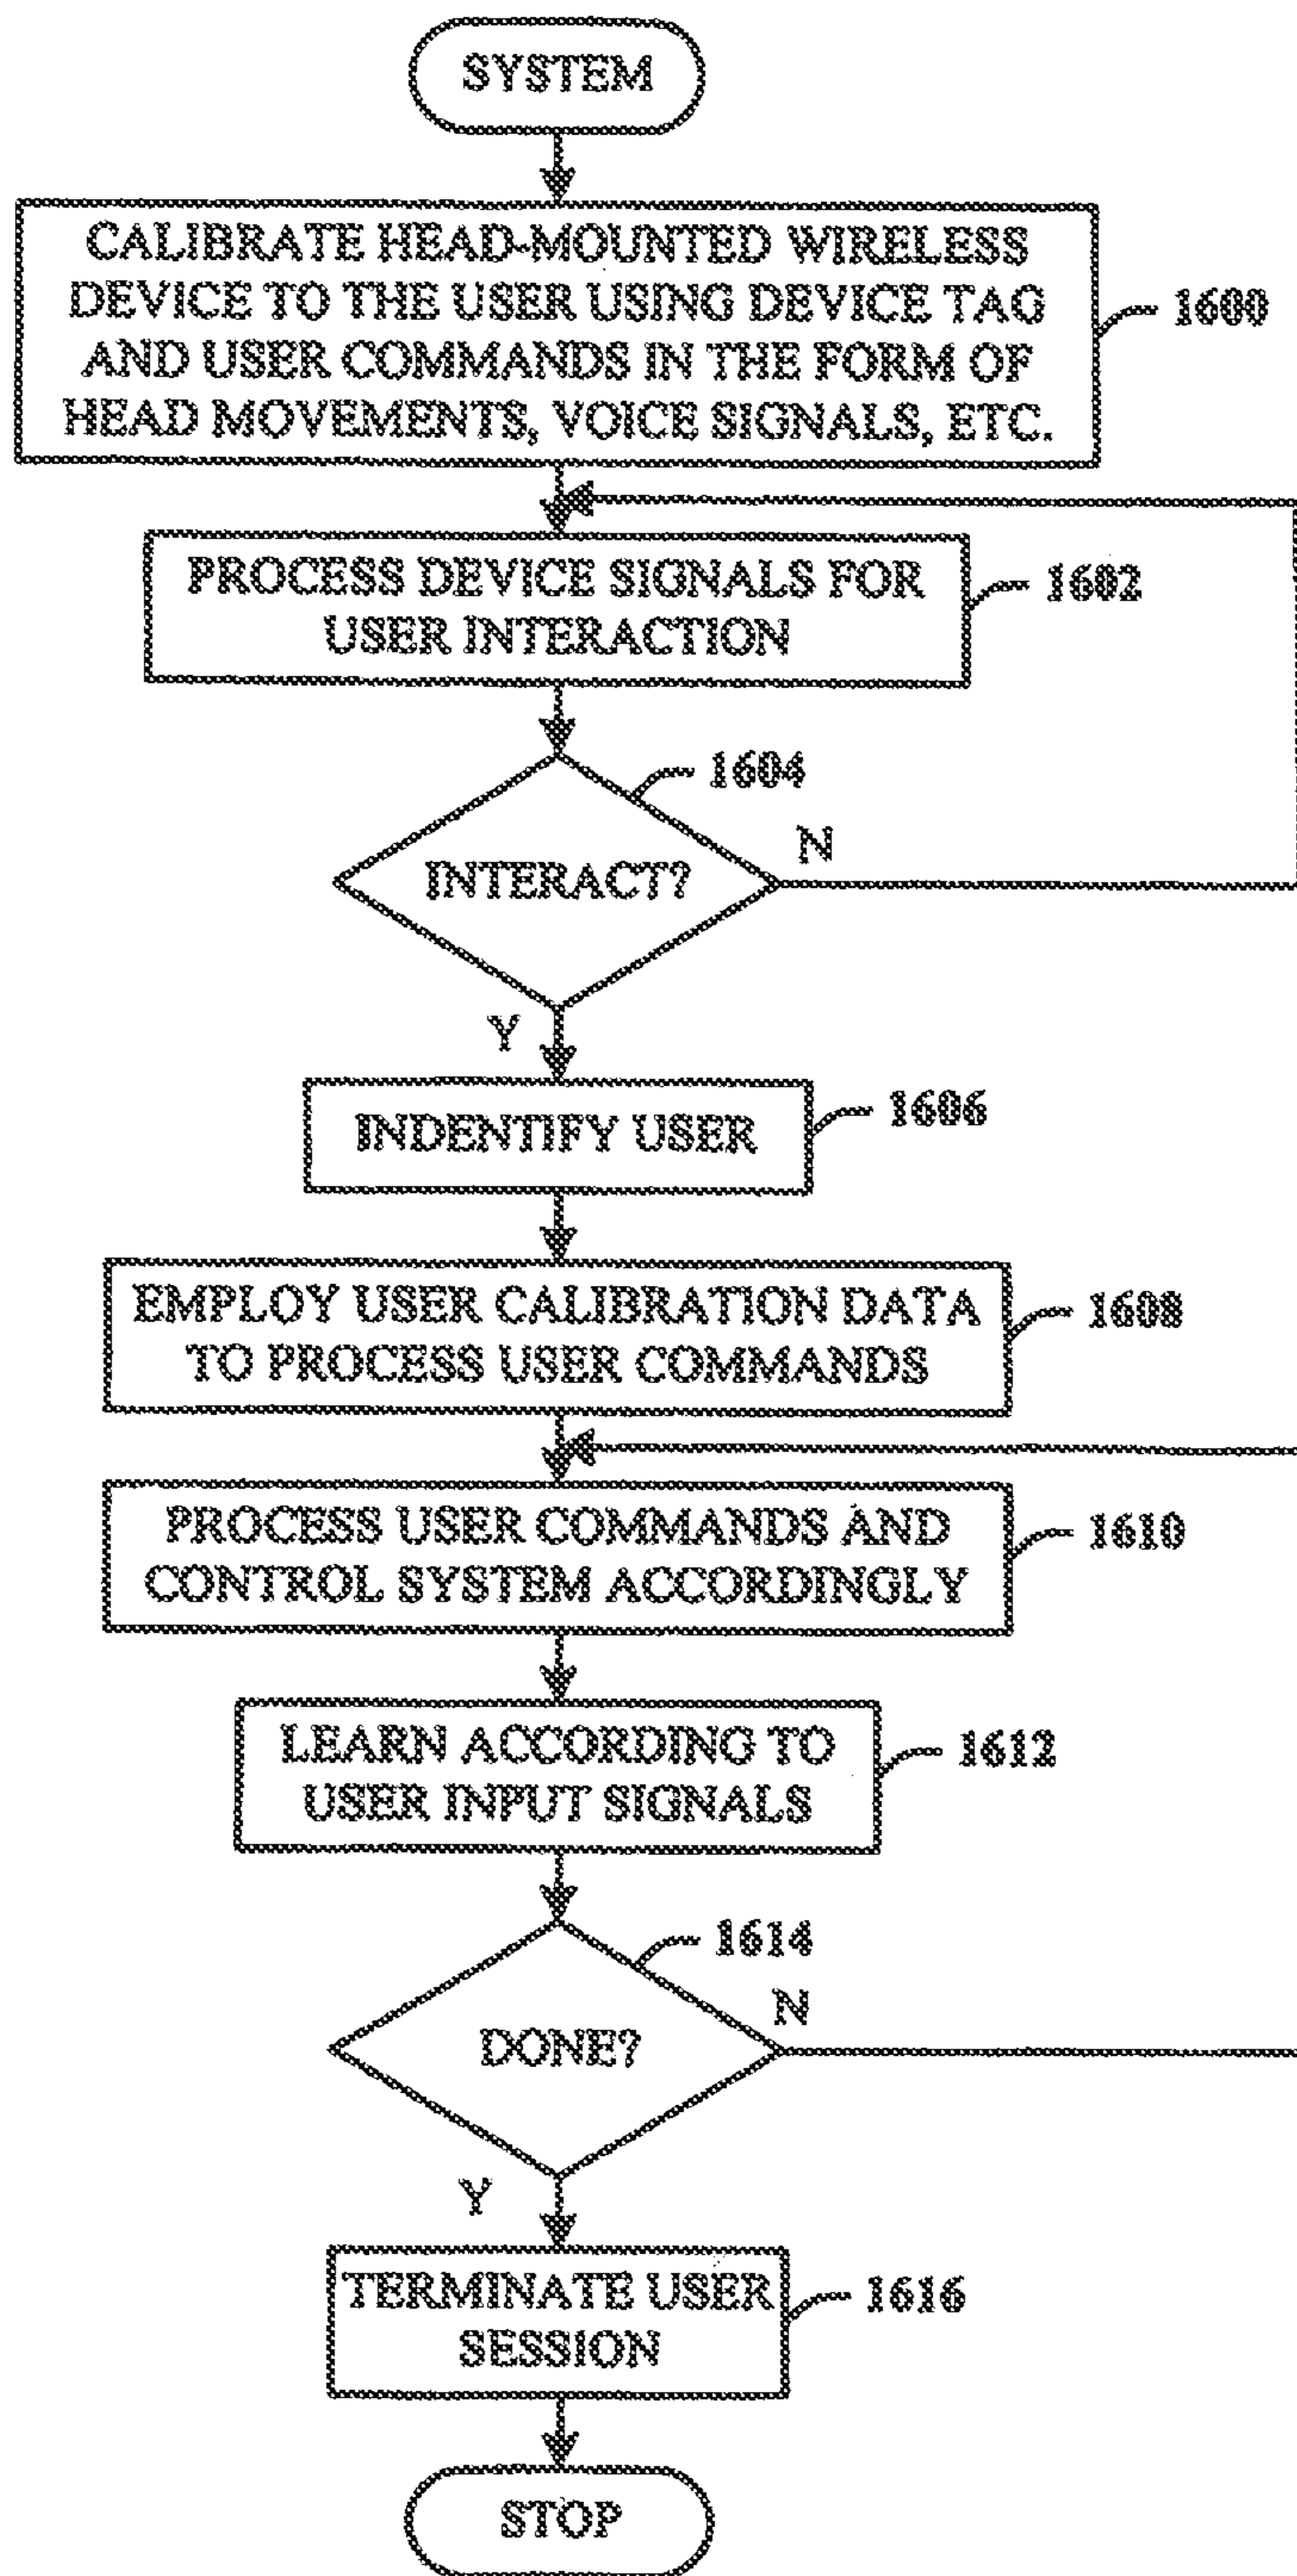 SYSTEM
CALIBRATE HEAD-MOUNTED WIRELESS
DEVICE TO THE USER USING DEVICE TAG
AND USER COMMANDS IN THE FORM OF
HEAD MOVEMENTS, VOICE SIGNALS, ETC.
1600
PROCESS DEVICE SIGNALS FOR
USER INTERACTION
1602
1604
INTERACT?
N
Y
INDENTIFY USER
1606
EMPLOY USER CALIBRATION DATA
TO PROCESS USER COMMANDS
1608
PROCESS USER COMMANDS AND
CONTROL SYSTEM ACCORDINGLY
1610
LEARN ACCORDING TO
USER INPUT SIGNALS
1612
1614
DONE?
N
Y
TERMINATE USER
SESSION
1616
STOP